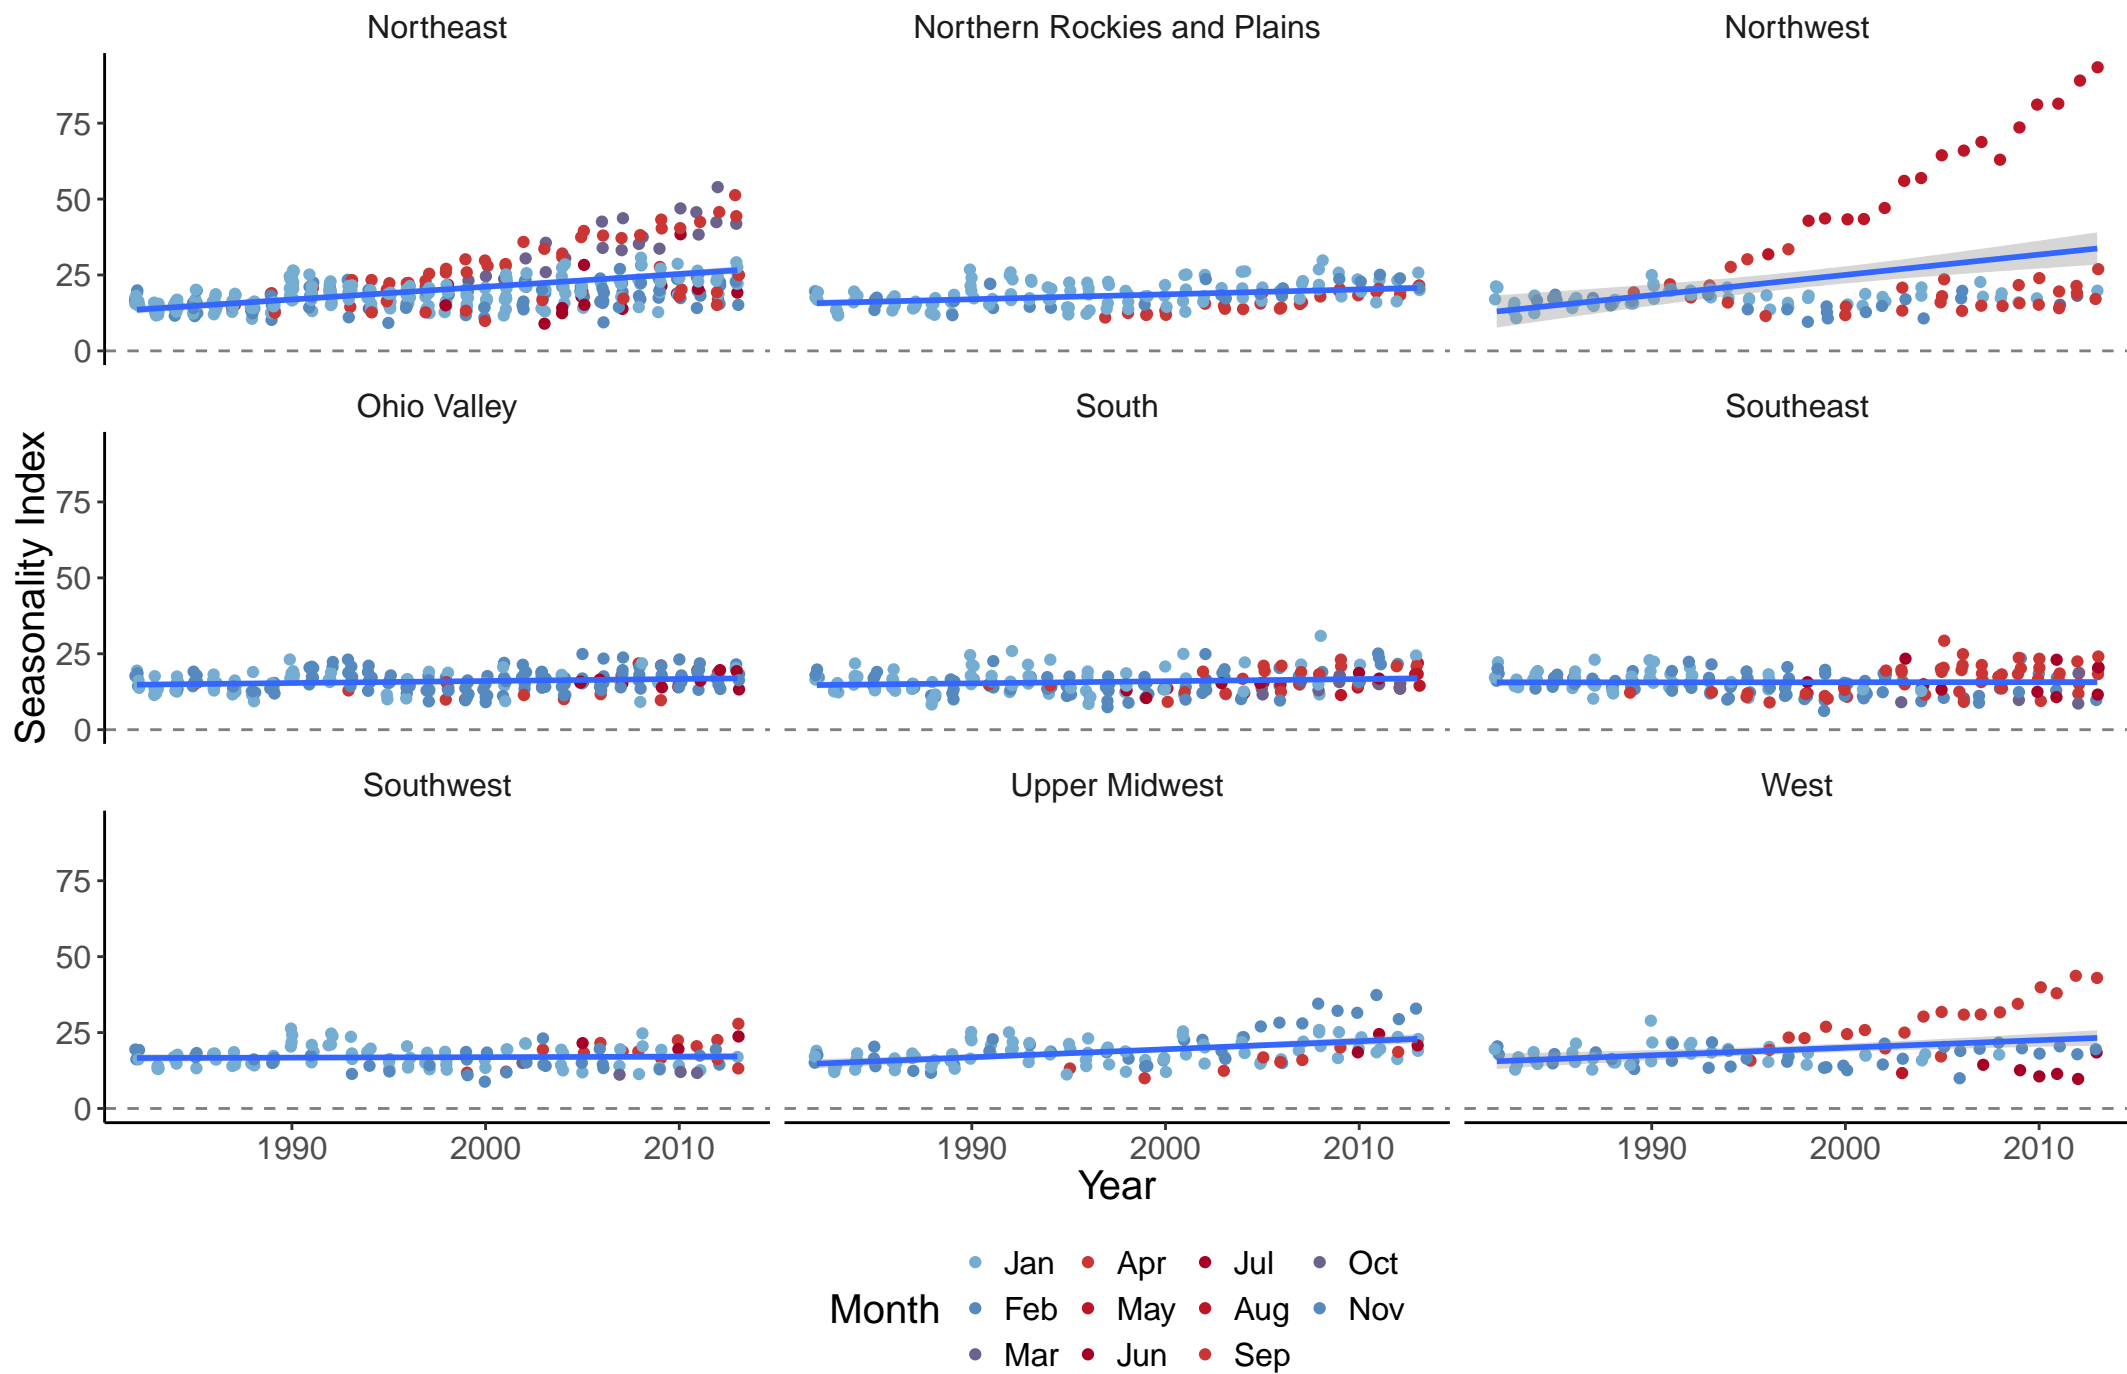 Northeast Northern Rockies and Plains Northwest
75
50
25
0
Ohio Valley South Southeast
Seasonality Index
75
50
25
0
Southwest Upper Midwest West
75
50
25
0
1990 2000 2010 1990 2000 2010 1990 2000 2010
Year
Month
Jan Apr Jul Oct
Feb May Aug Nov
Mar Jun Sep